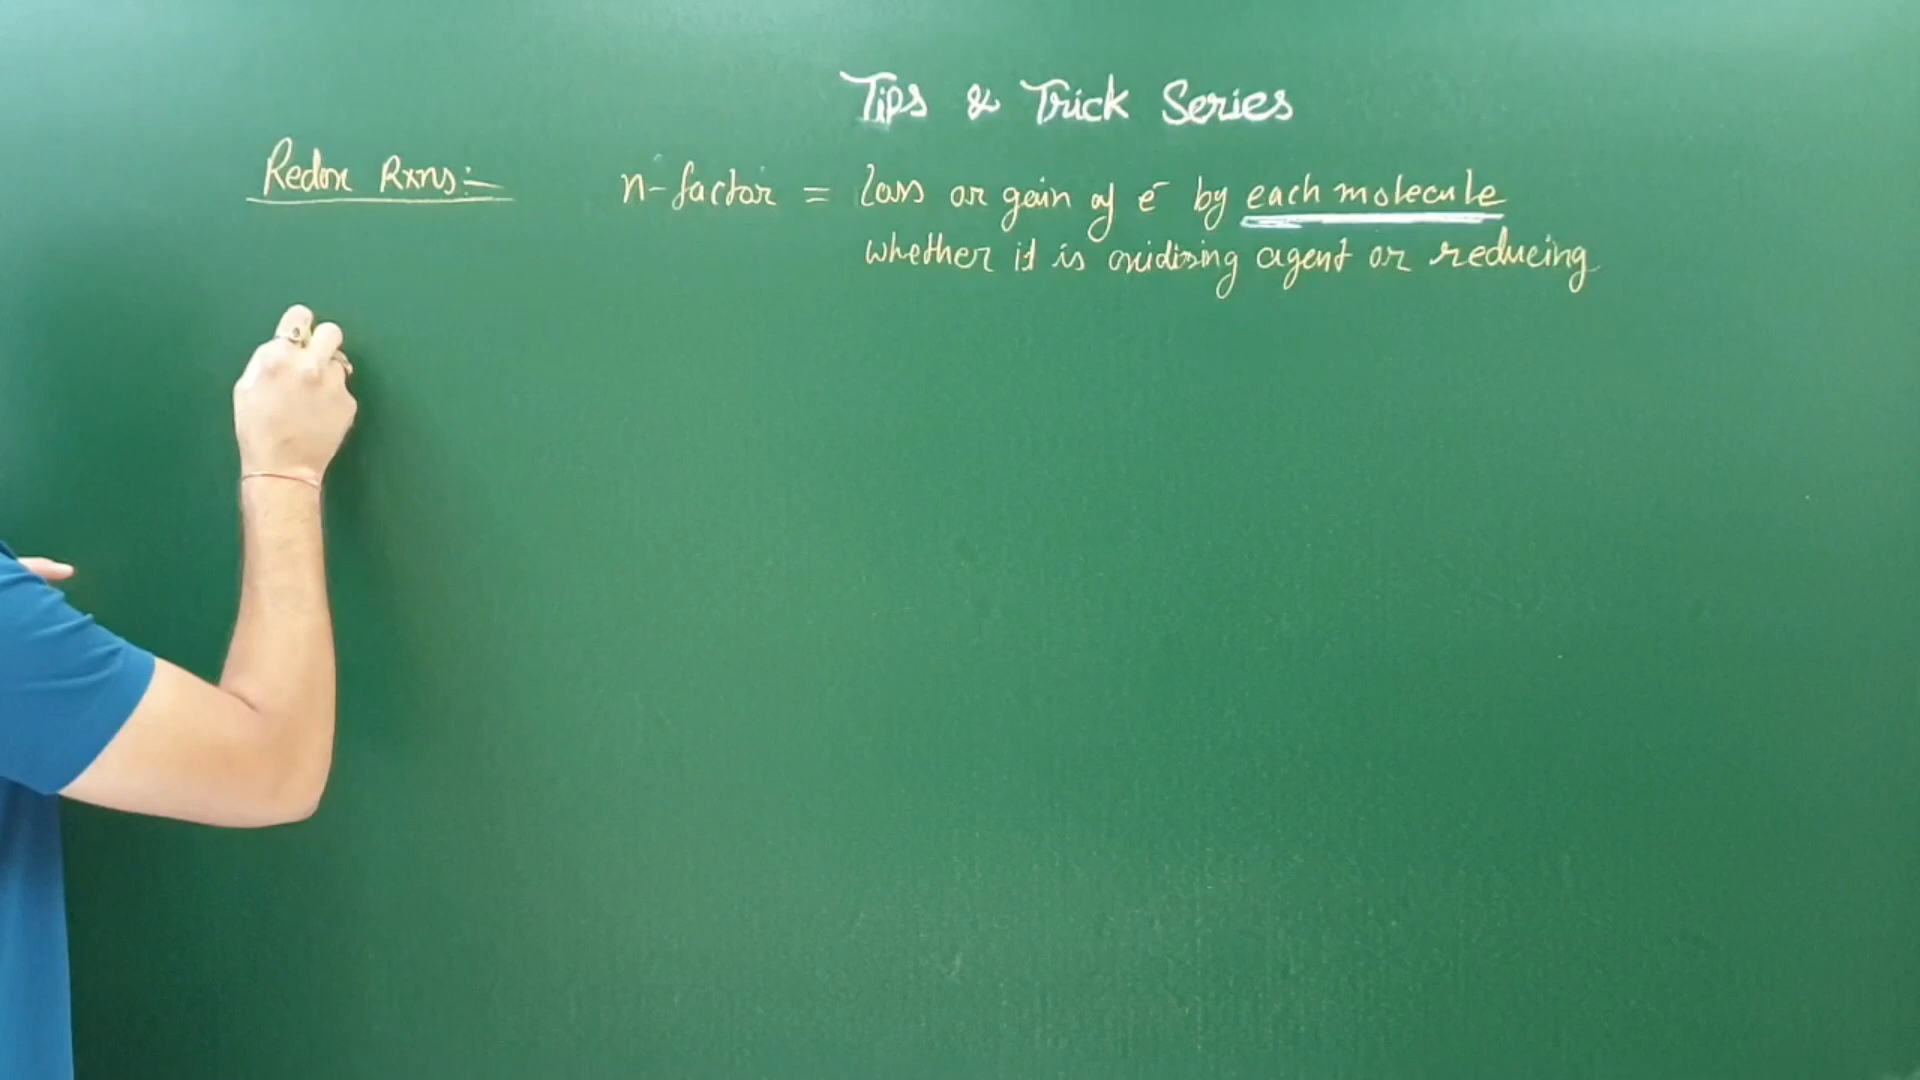 Tips & Trick Series
Redox Rxns:-
n-factor = loss or gain of e⁻ by each molecule
whether it is oxidising agent or reducing